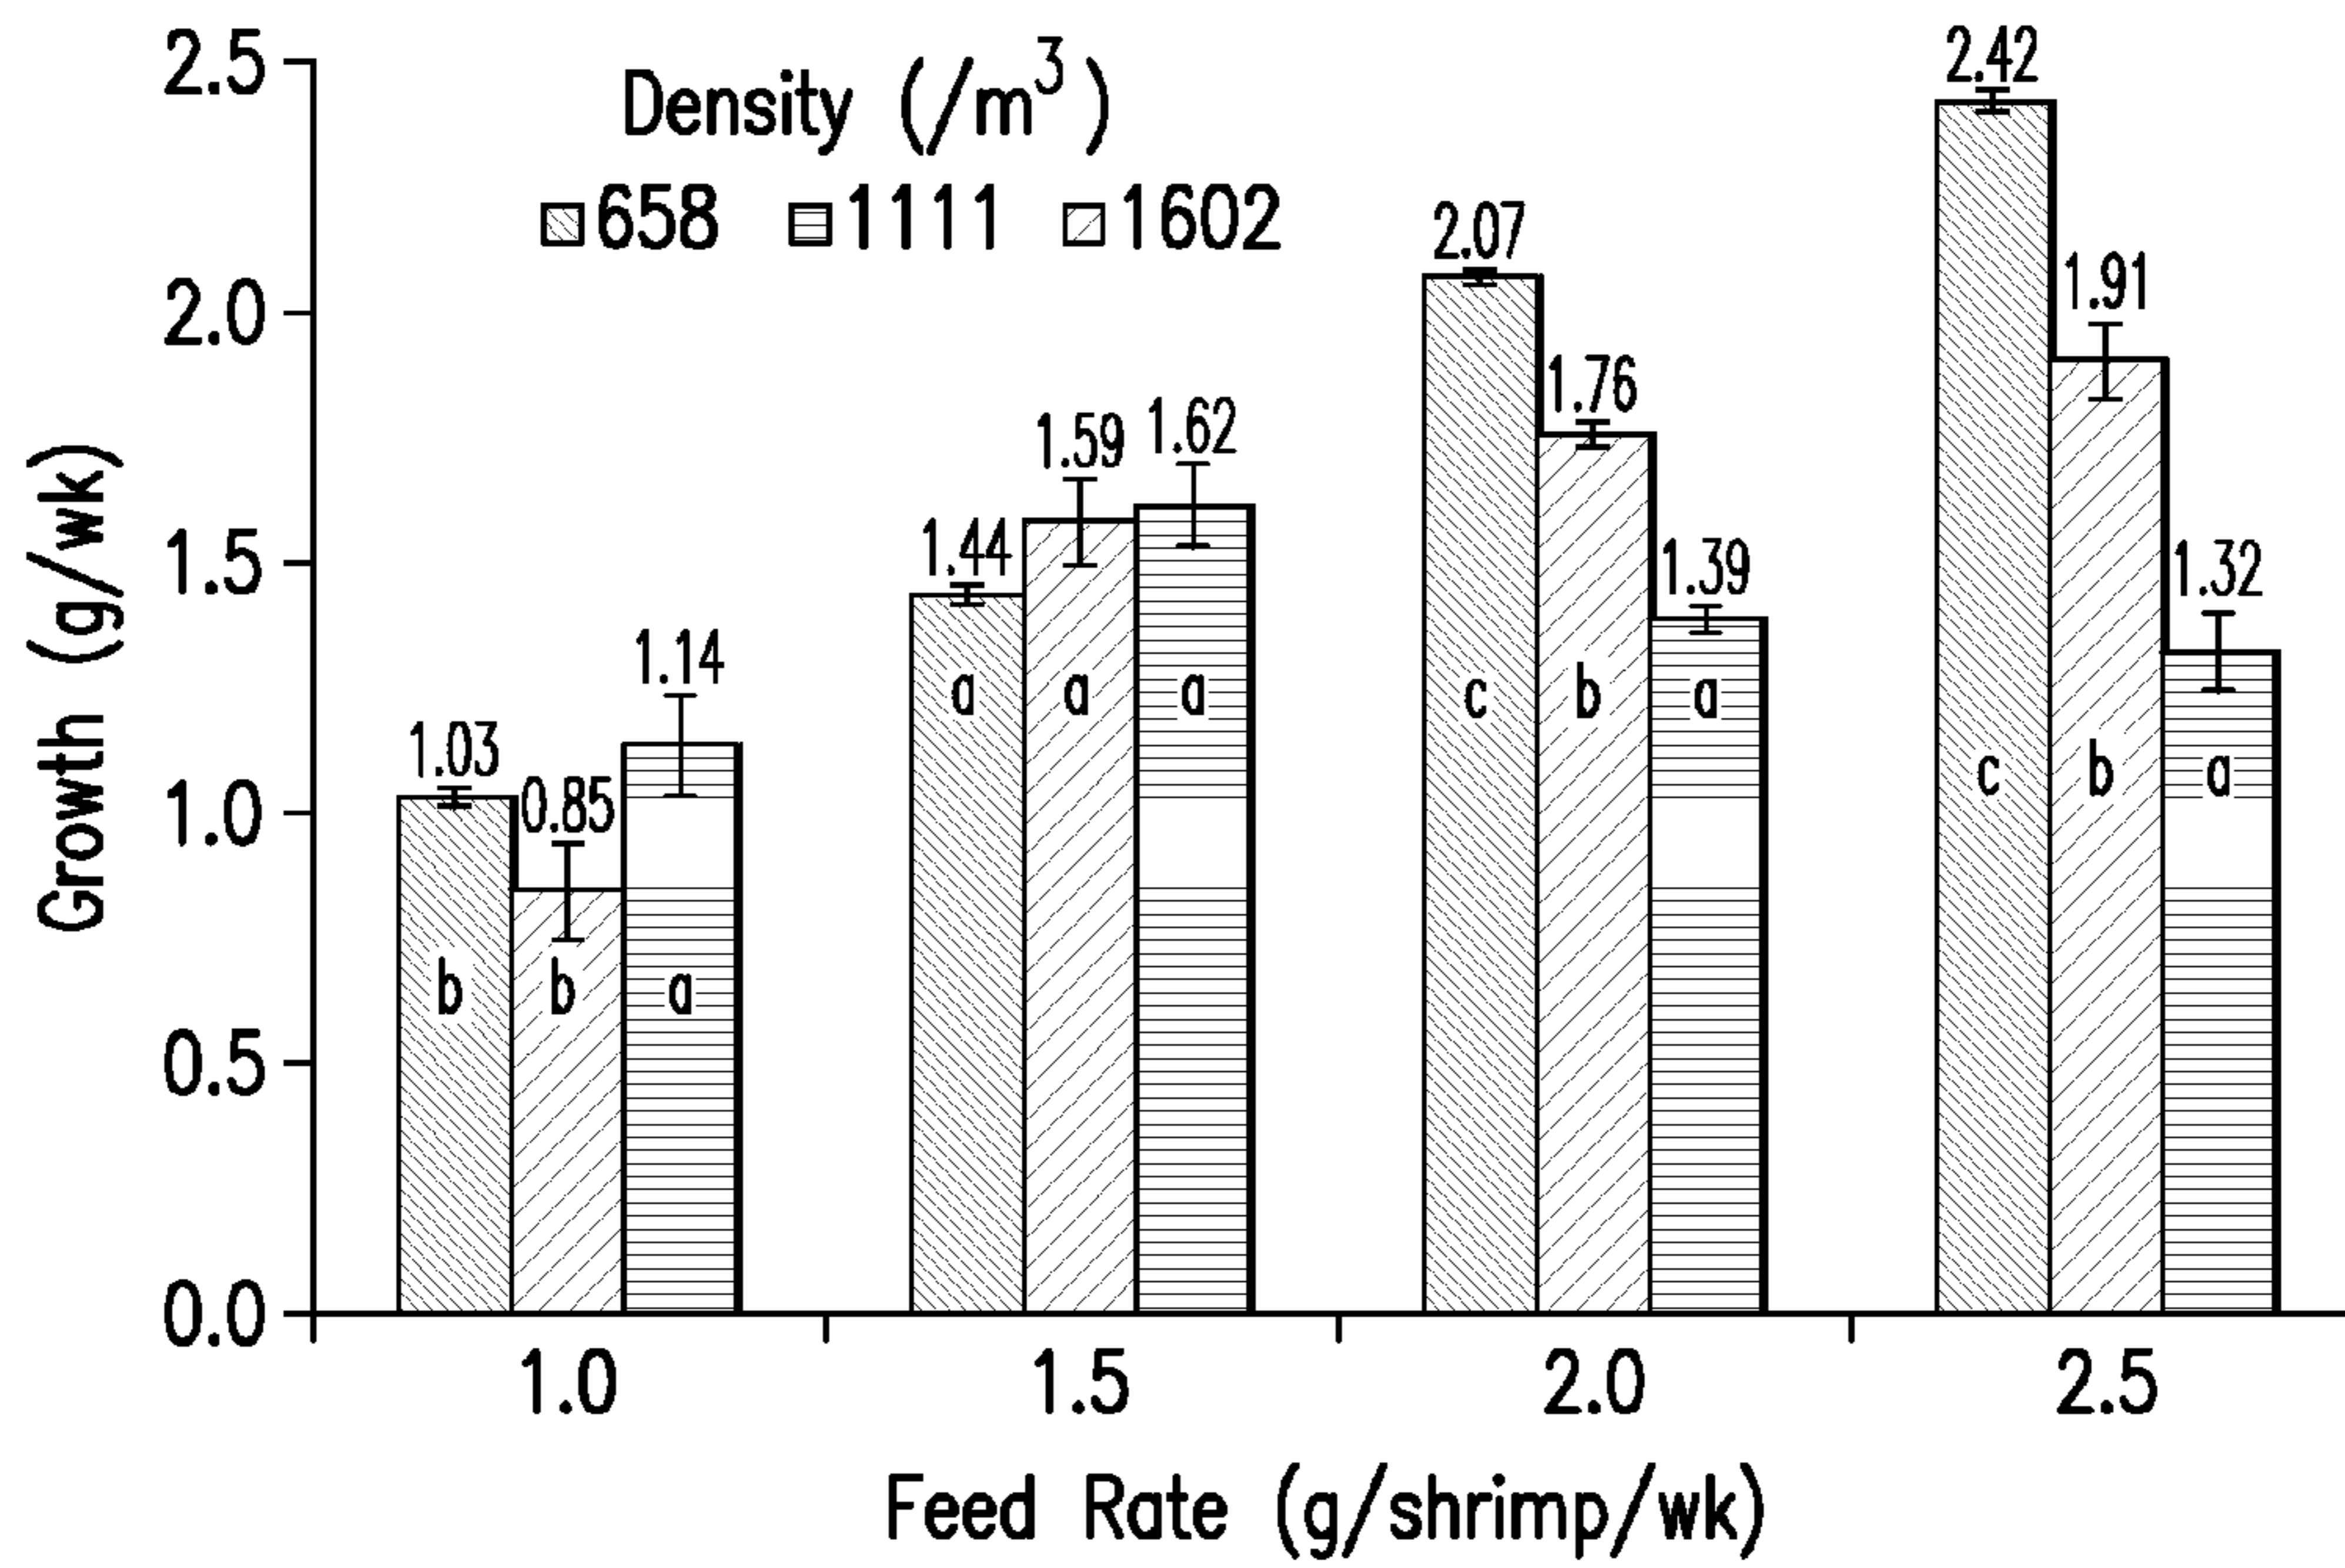 Density (/m³)
658 1111 1602
Growth (g/wk)
2.5
2.0
1.5
1.0
0.5
0.0
1.03
0.85
1.14
b b a
1.44
1.59
1.62
a a a
2.07
1.76
1.39
c b a
2.42
1.91
1.32
c b a
1.0 1.5 2.0 2.5
Feed Rate (g/shrimp/wk)